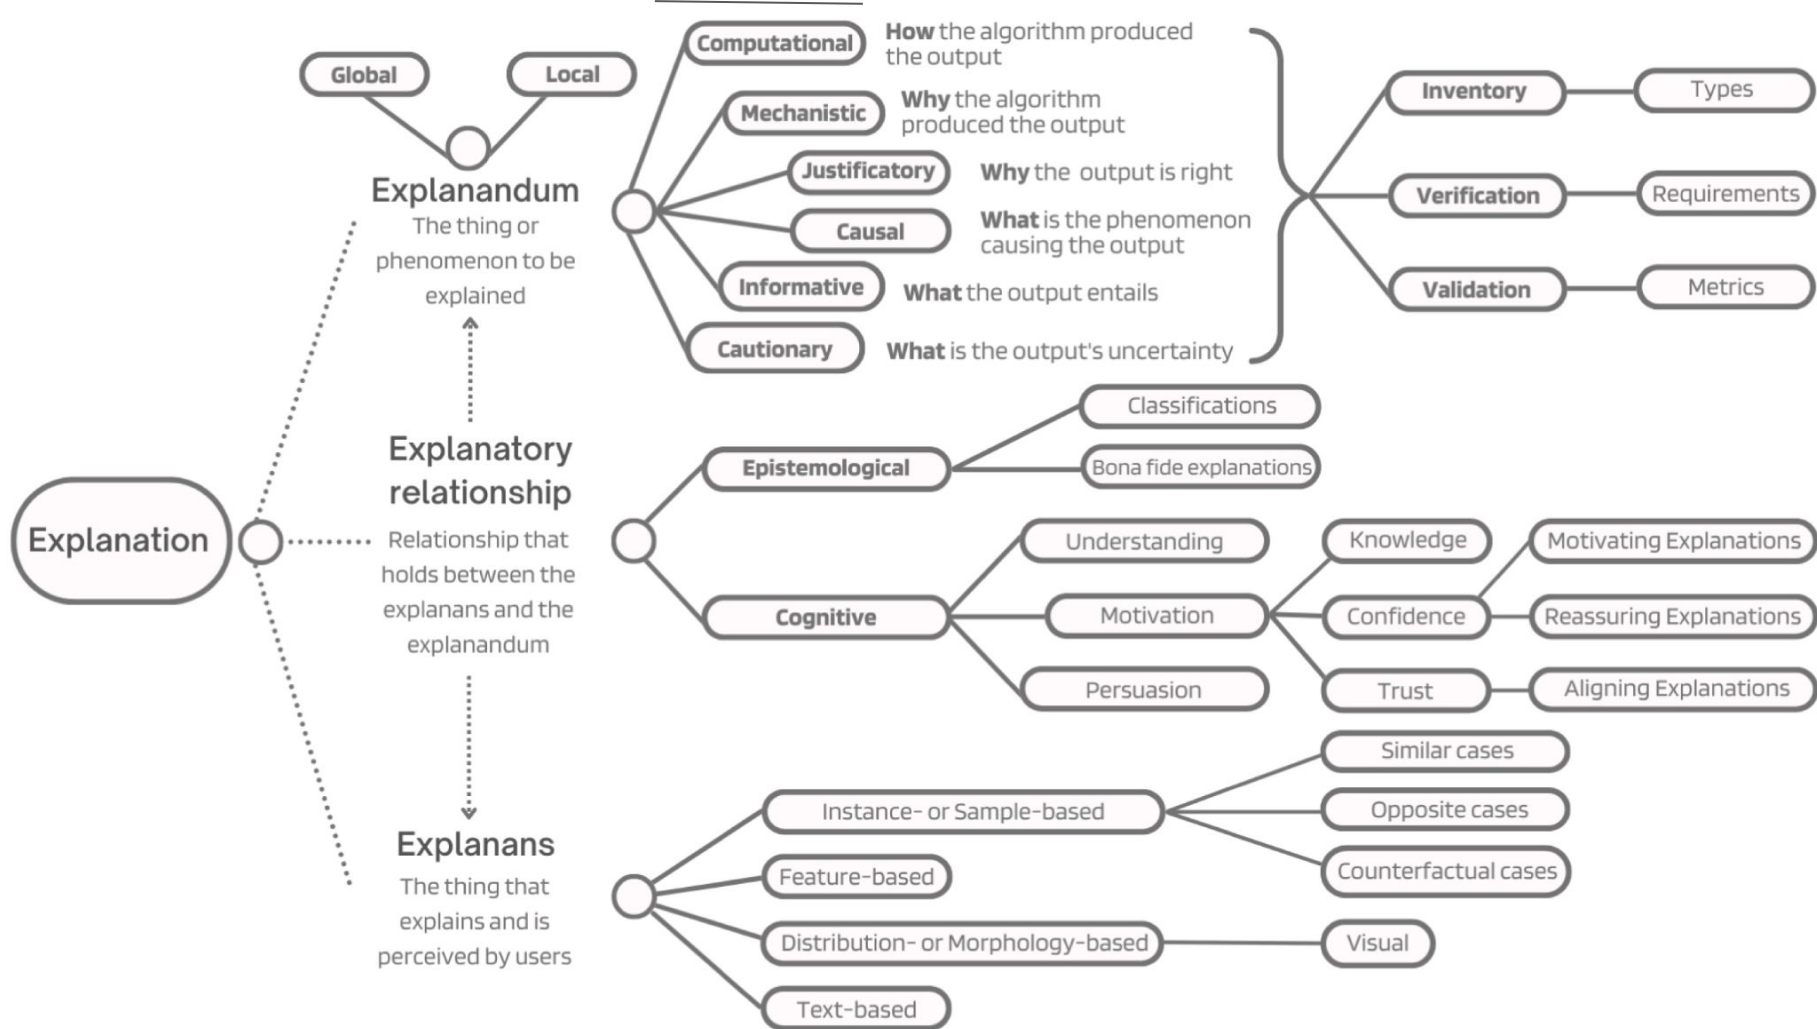 Global
Local
Explanandum
The thing or
phenomenon to be
explained
Computational
How the algorithm produced
the output
Mechanistic
Why the algorithm
produced the output
Justificatory
Why the output is right
Causal
What is the phenomenon
causing the output
Informative
What the output entails
Cautionary
What is the output's uncertainty
Inventory
Types
Verification
Requirements
Validation
Metrics
Explanation
Explanatory
relationship
Relationship that
holds between the
explanans and the
explanandum
Epistemological
Classifications
Bona fide explanations
Cognitive
Understanding
Motivation
Persuasion
Knowledge
Confidence
Trust
Motivating Explanations
Reassuring Explanations
Aligning Explanations
Explanans
The thing that
explains and is
perceived by users
Instance- or Sample-based
Similar cases
Opposite cases
Counterfactual cases
Feature-based
Distribution- or Morphology-based
Visual
Text-based